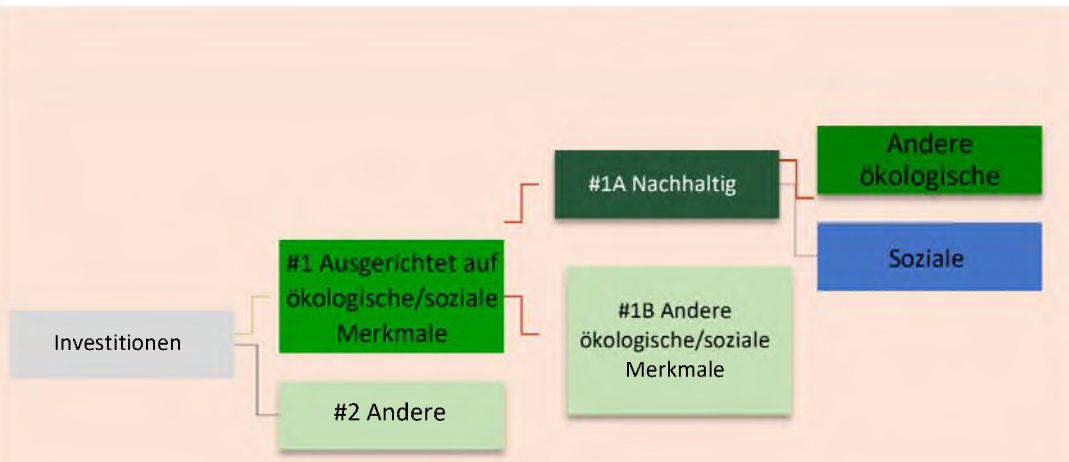 Investitionen
#1 Ausgerichtet auf
ökologische/soziale
Merkmale
#2 Andere
#1A Nachhaltig
#1B Andere
ökologische/soziale
Merkmale
Andere
ökologische
Soziale